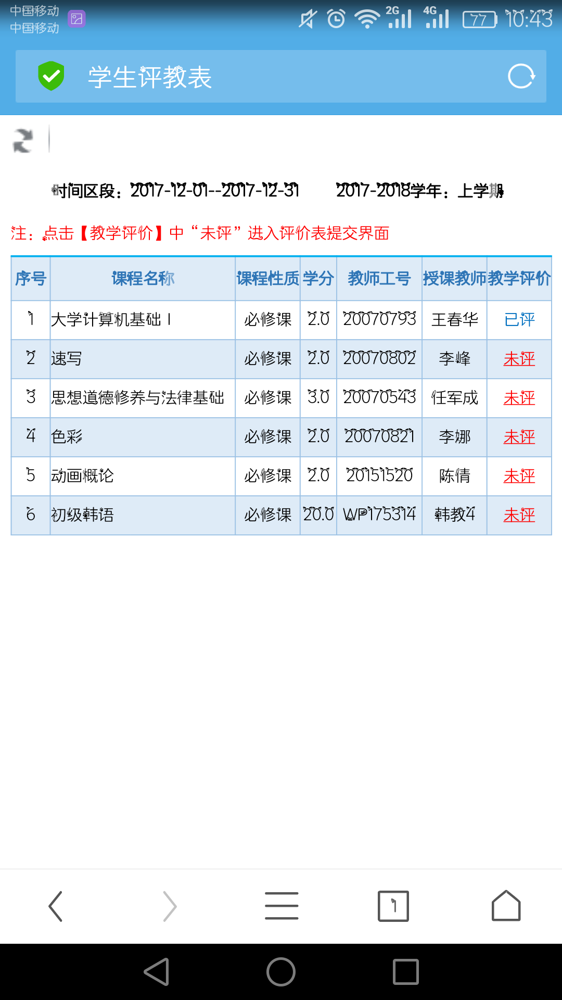 中国移动
中国移动
2G 4G 77 10:43
学生评教表
时间区段：2017-12-01--2017-12-31 2017-2018学年：上学期
注：点击【教学评价】中“未评”进入评价表提交界面
序号 课程名称 课程性质 学分 教师工号 授课教师 教学评价
1 大学计算机基础Ⅰ 必修课 2.0 20070793 王春华 已评
2 速写 必修课 2.0 20070802 李峰 未评
3 思想道德修养与法律基础 必修课 3.0 20070543 任军成 未评
4 色彩 必修课 2.0 20070821 李娜 未评
5 动画概论 必修课 2.0 20151520 陈倩 未评
6 初级韩语 必修课 20.0 WP175314 韩教4 未评
1